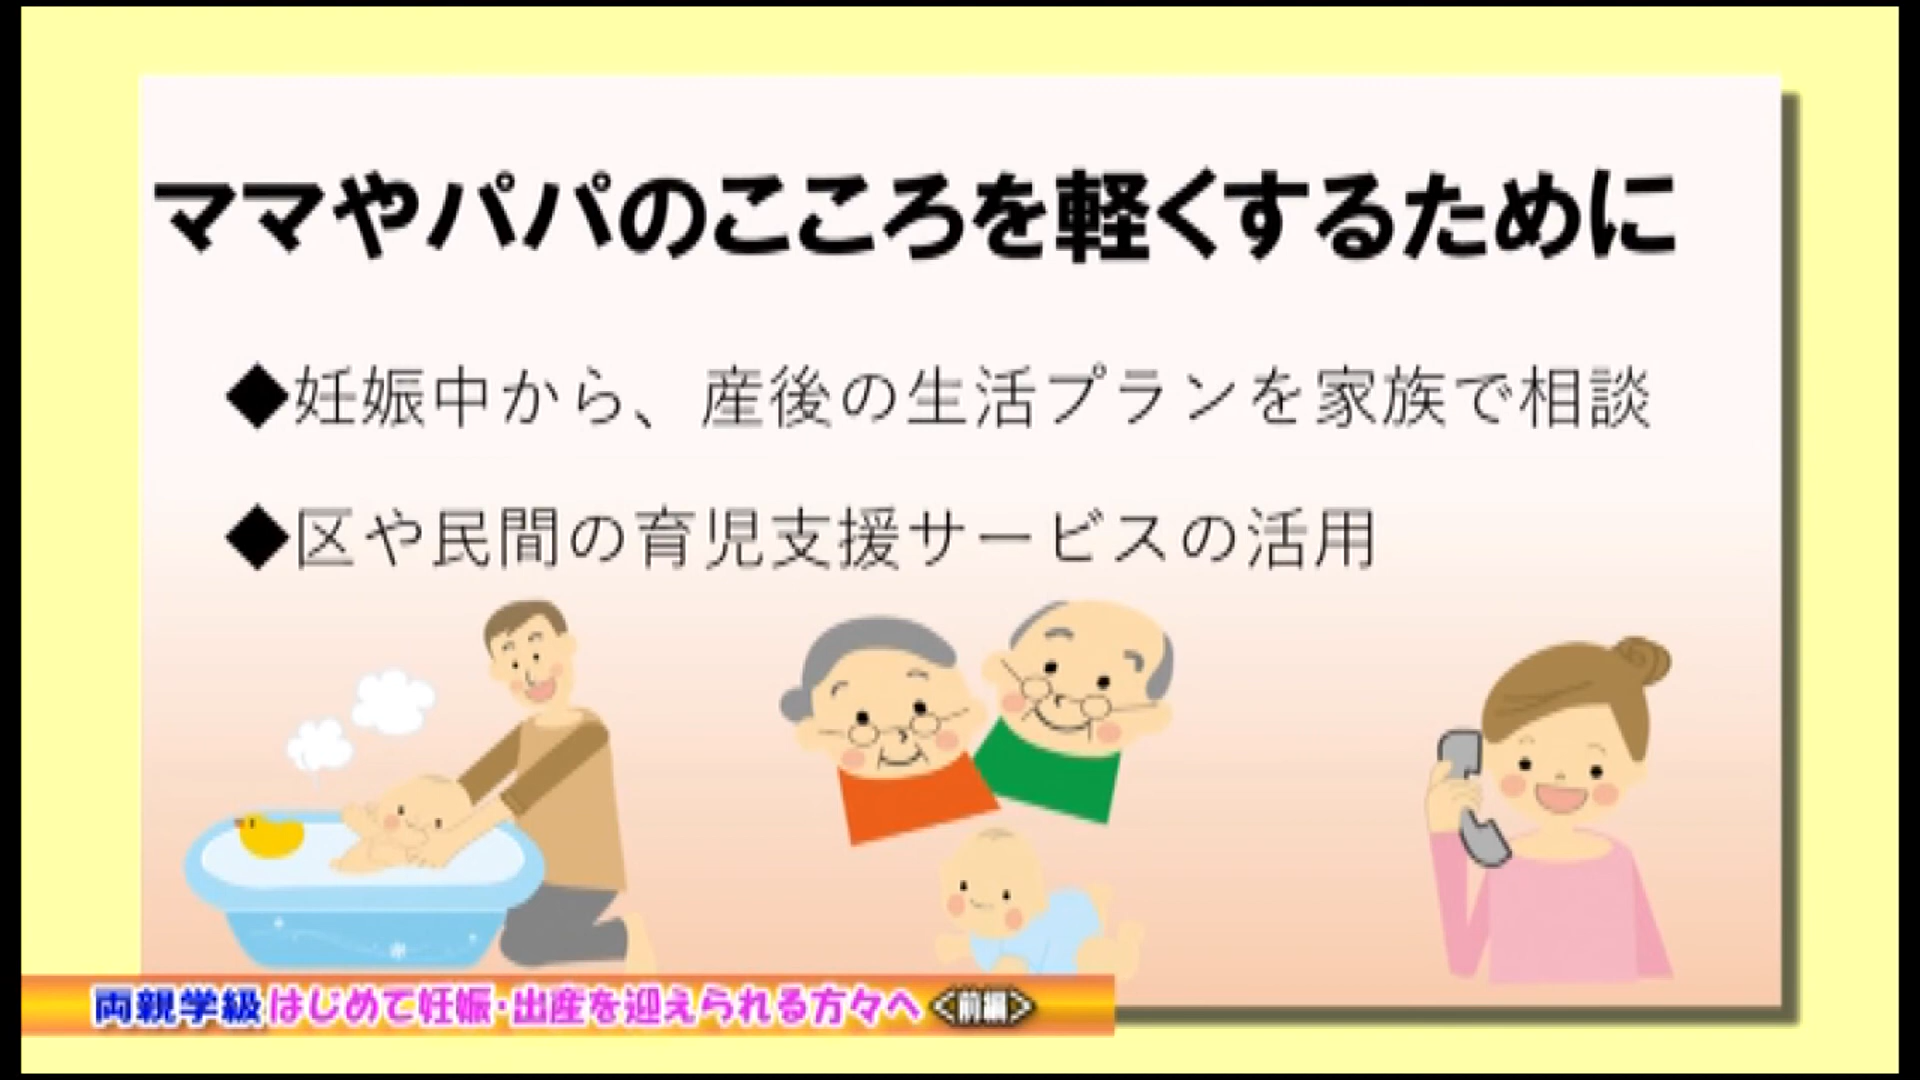 ママやパパのこころを軽くするために
◆妊娠中から、産後の生活プランを家族で相談
◆区や民間の育児支援サービスの活用
両親学級はじめて妊娠・出産を迎えられる方々へ<前編>